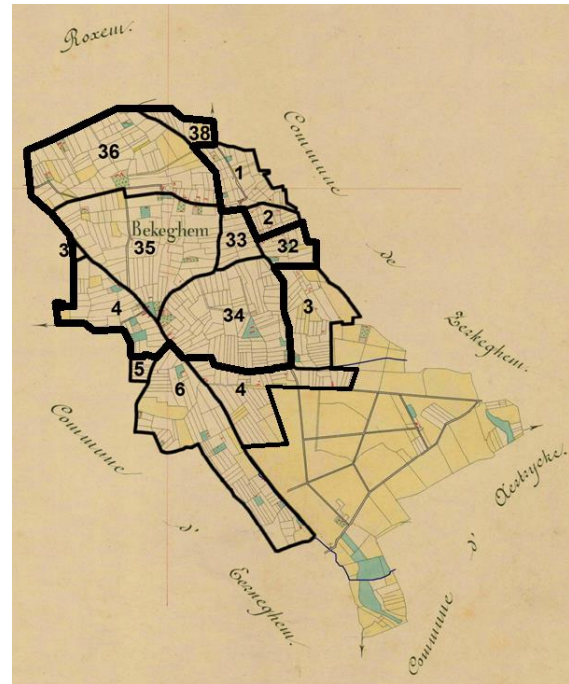 Roxem.
38
36
Commune
1
2
Bekeghem
33
32
3
35
de
4
34
3
Zerkeghem.
5
6
4
Commune
Oestrycke.
d'
d'
Eerneghem.
Commune